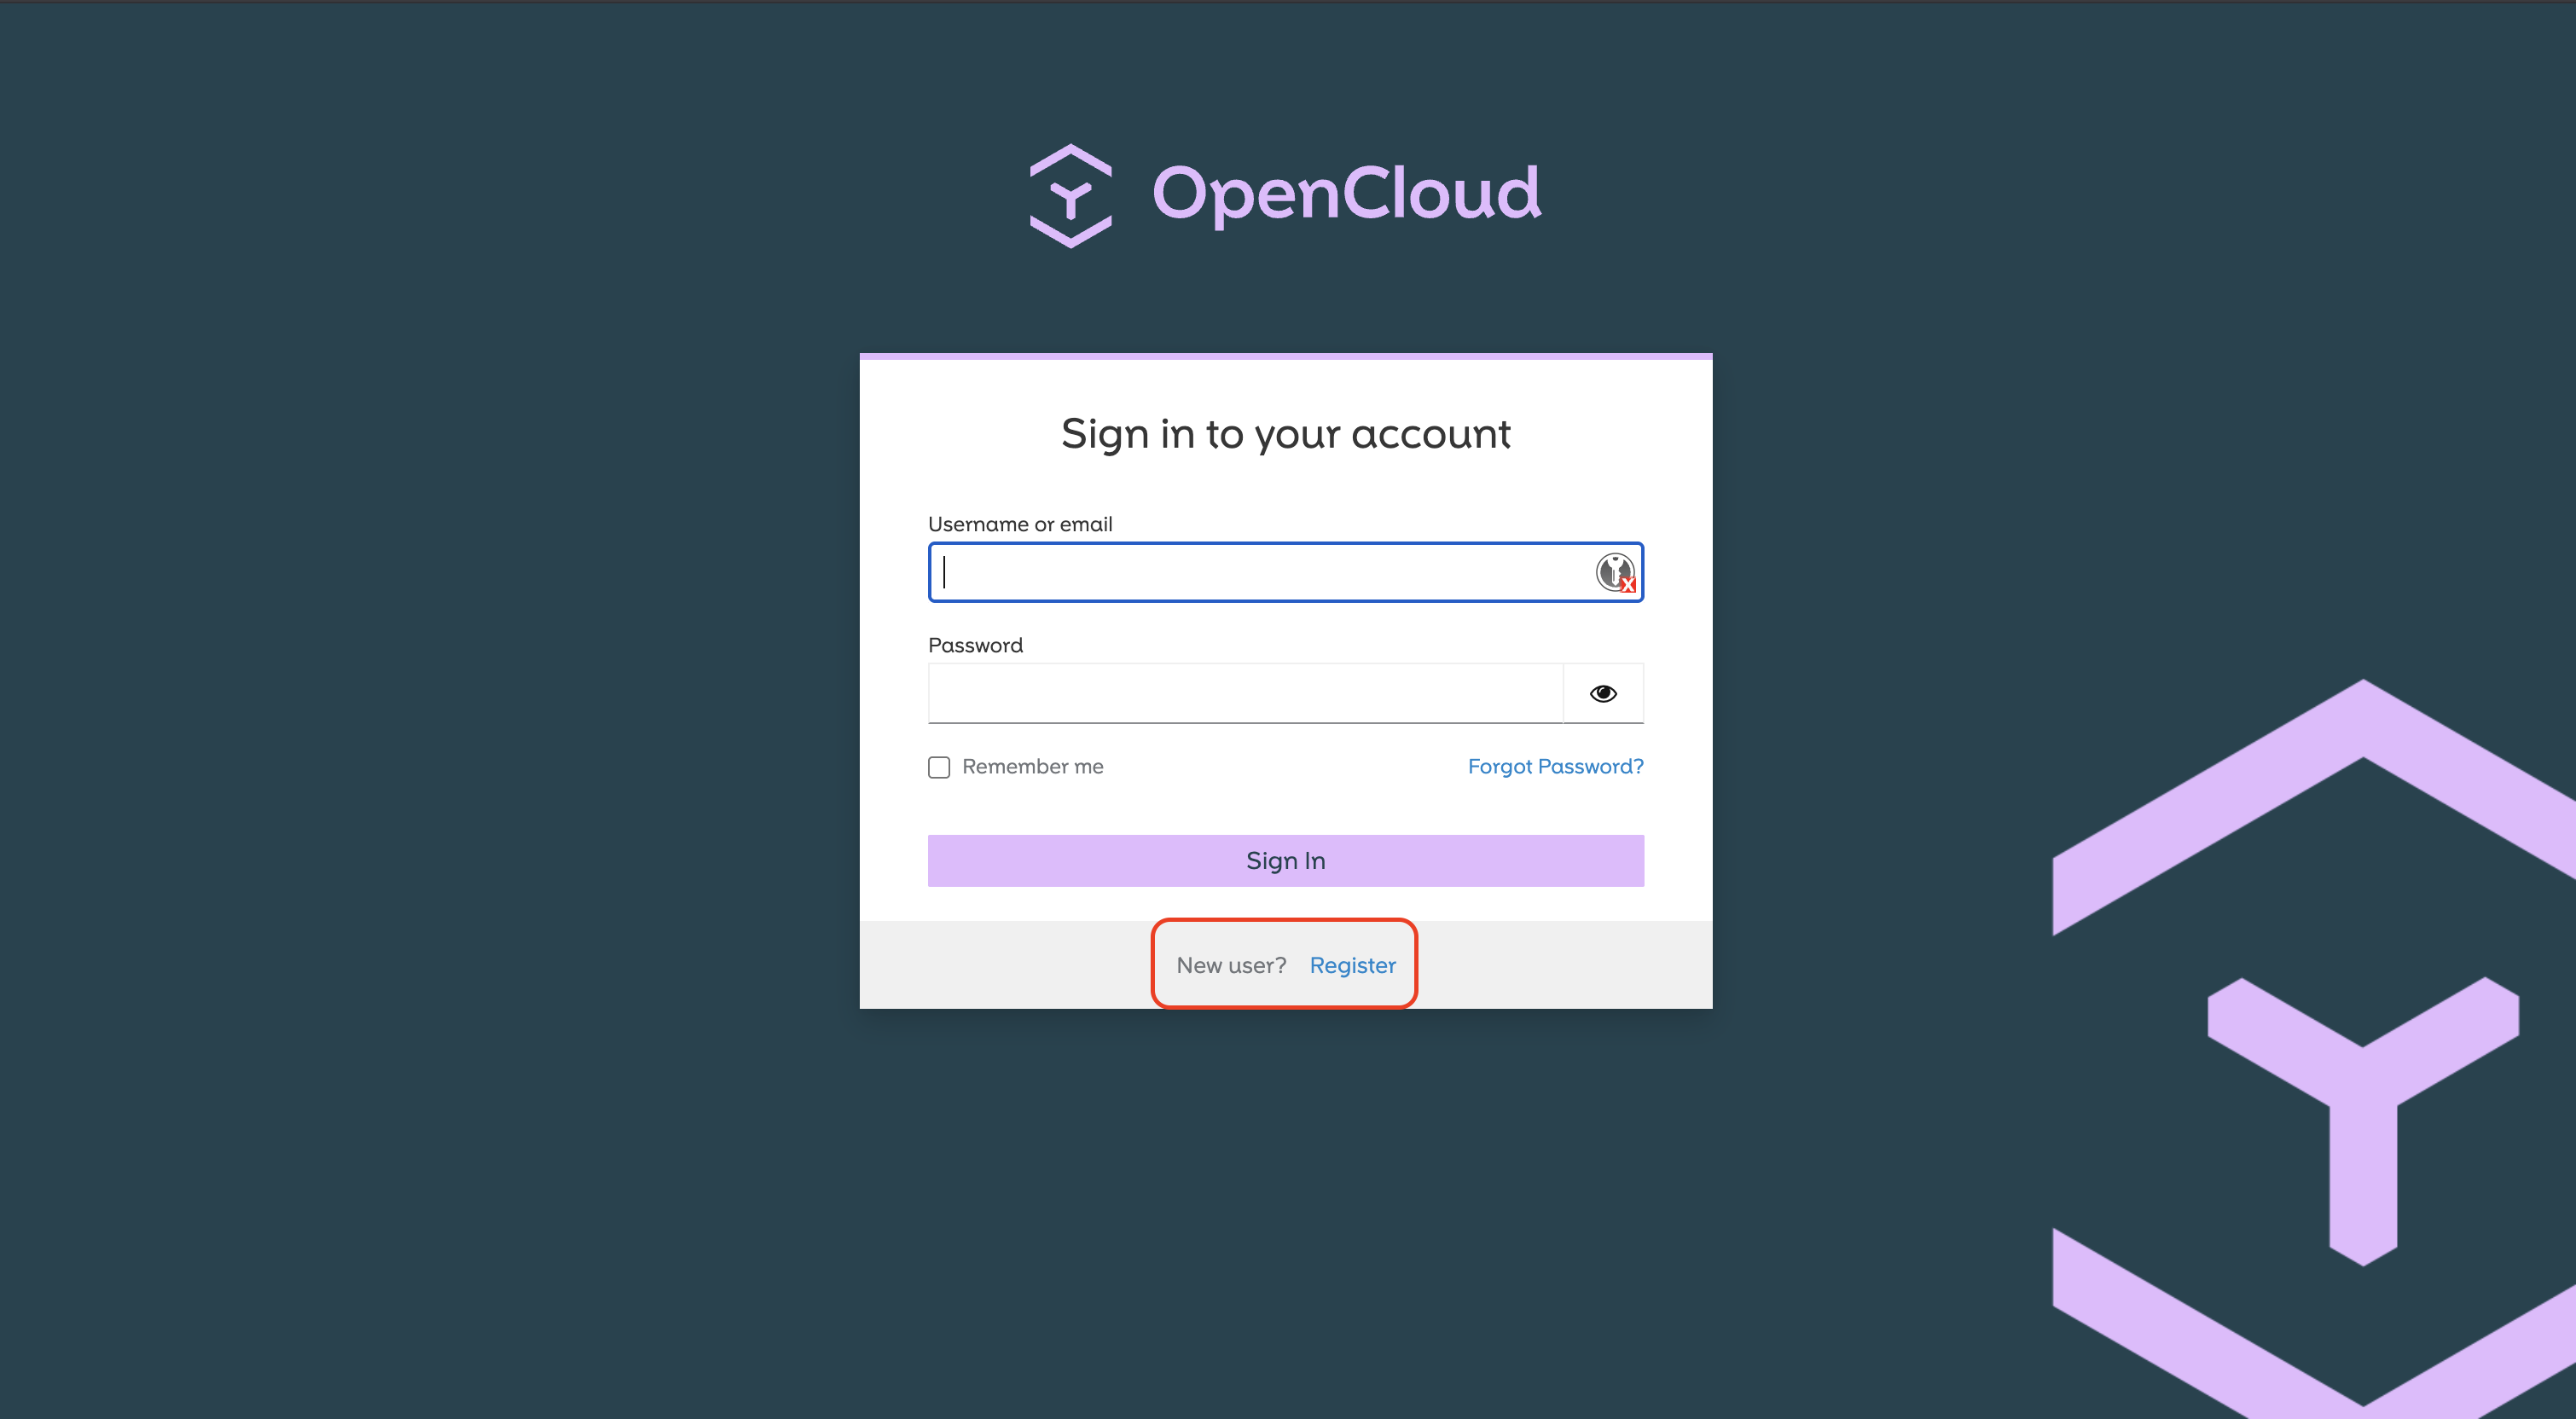 OpenCloud
Sign in to your account
Username or email
Password
Remember me
Forgot Password?
Sign In
New user? Register